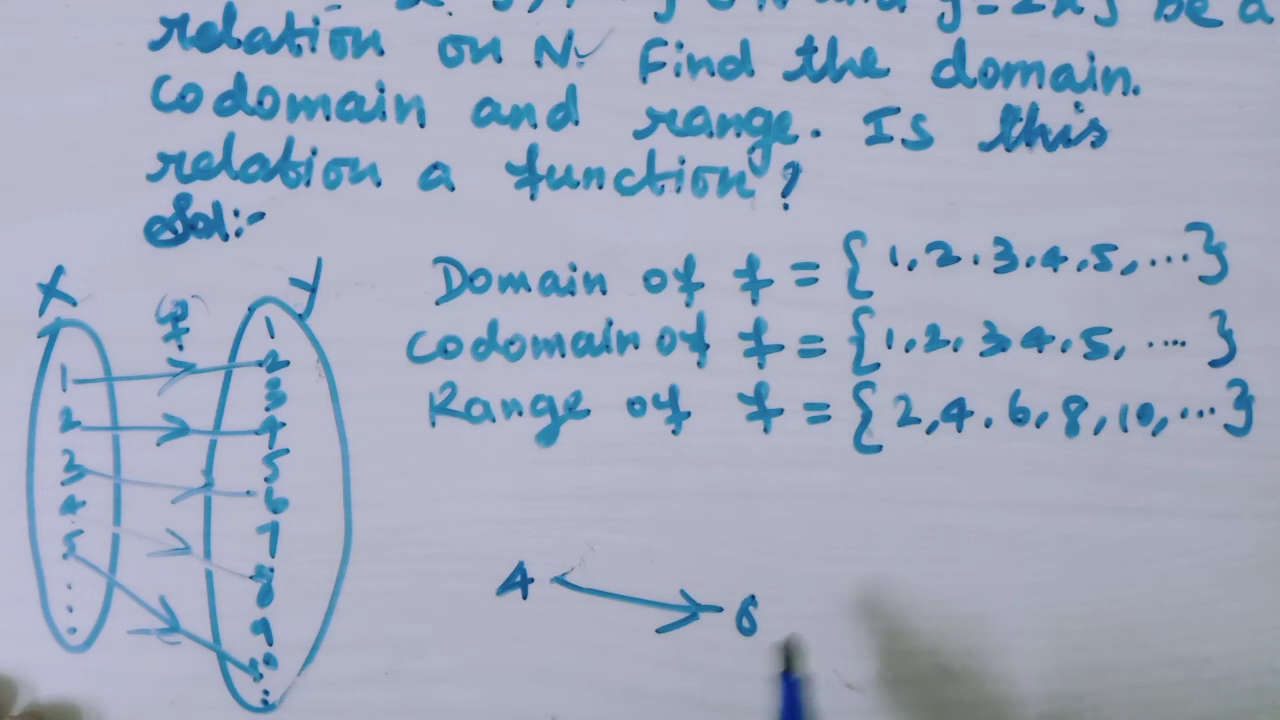 y = 2x} be a
relation on N. Find the domain.
codomain and range. Is this
relation a function?
Sol:-
Domain of f = {1, 2. 3. 4, 5, ...}
Codomain of f = {1, 2. 3. 4, 5, .... }
Range of f = {2, 4. 6, 8, 10, ...}
X f Y
1
1 2
3
2 4
5
3 6
4 7
5 8
9
10
4 6